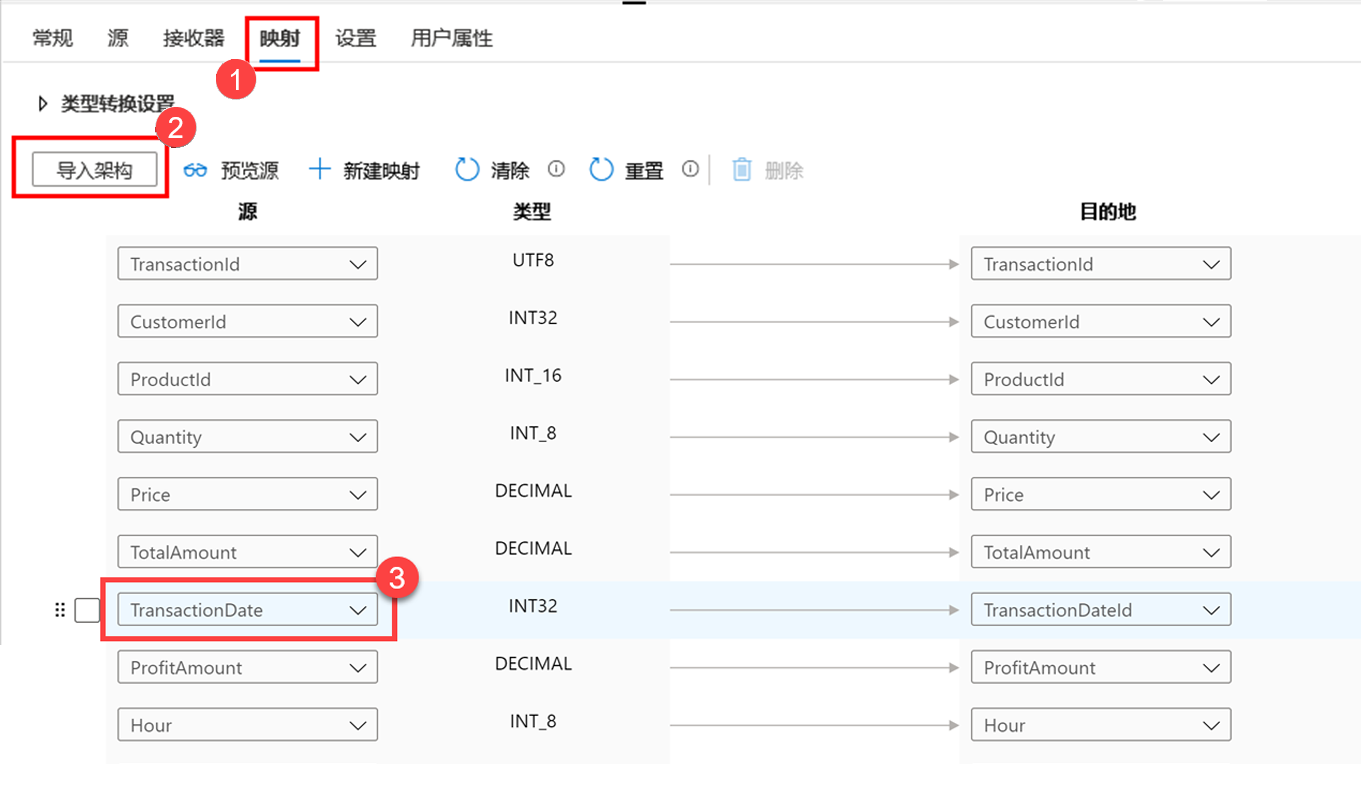 常规 源 接收器 映射 设置 用户属性
1
类型转换设置
2
导入架构 预览源 新建映射 清除 重置 删除
源 类型 目的地
TransactionId UTF8 TransactionId
CustomerId INT32 CustomerId
ProductId INT_16 ProductId
Quantity INT_8 Quantity
Price DECIMAL Price
TotalAmount DECIMAL TotalAmount
3
TransactionDate INT32 TransactionDateId
ProfitAmount DECIMAL ProfitAmount
Hour INT_8 Hour